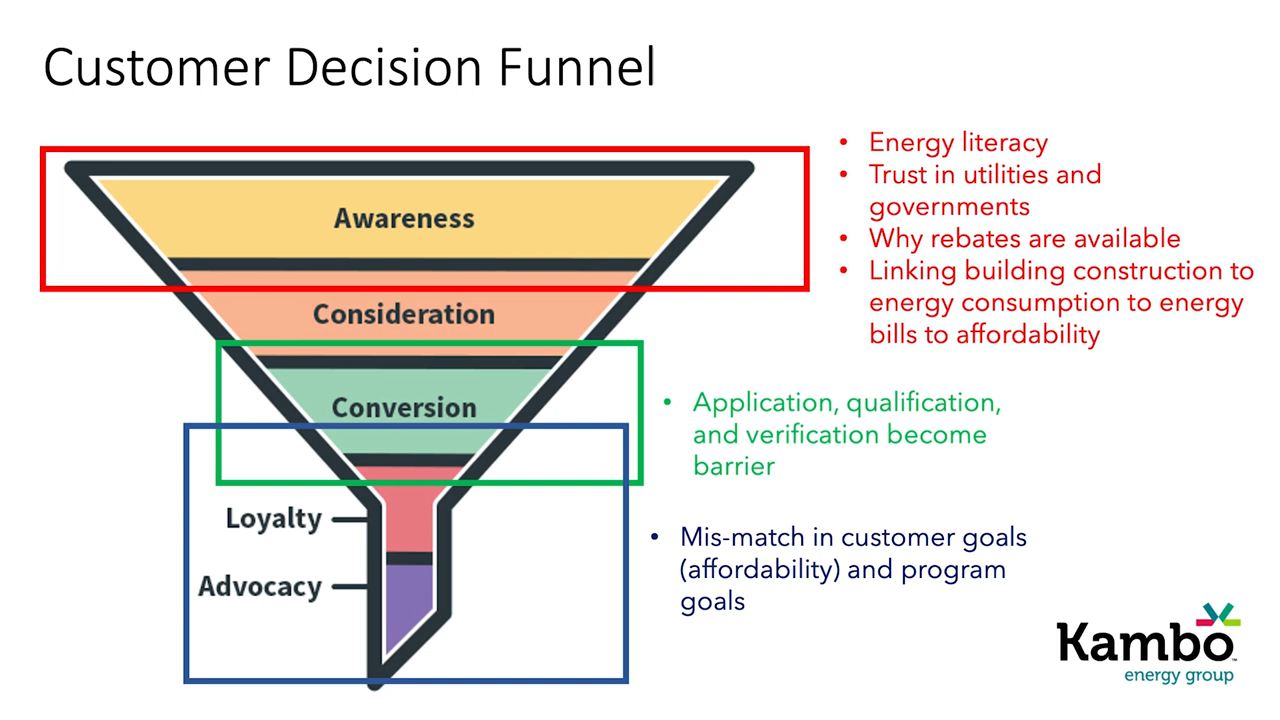 Customer Decision Funnel
Awareness
Consideration
Conversion
Loyalty
Advocacy
• Energy literacy
• Trust in utilities and
governments
• Why rebates are available
• Linking building construction to
energy consumption to energy
bills to affordability
• Application, qualification,
and verification become
barrier
• Mis-match in customer goals
(affordability) and program
goals
Kambo™
energy group